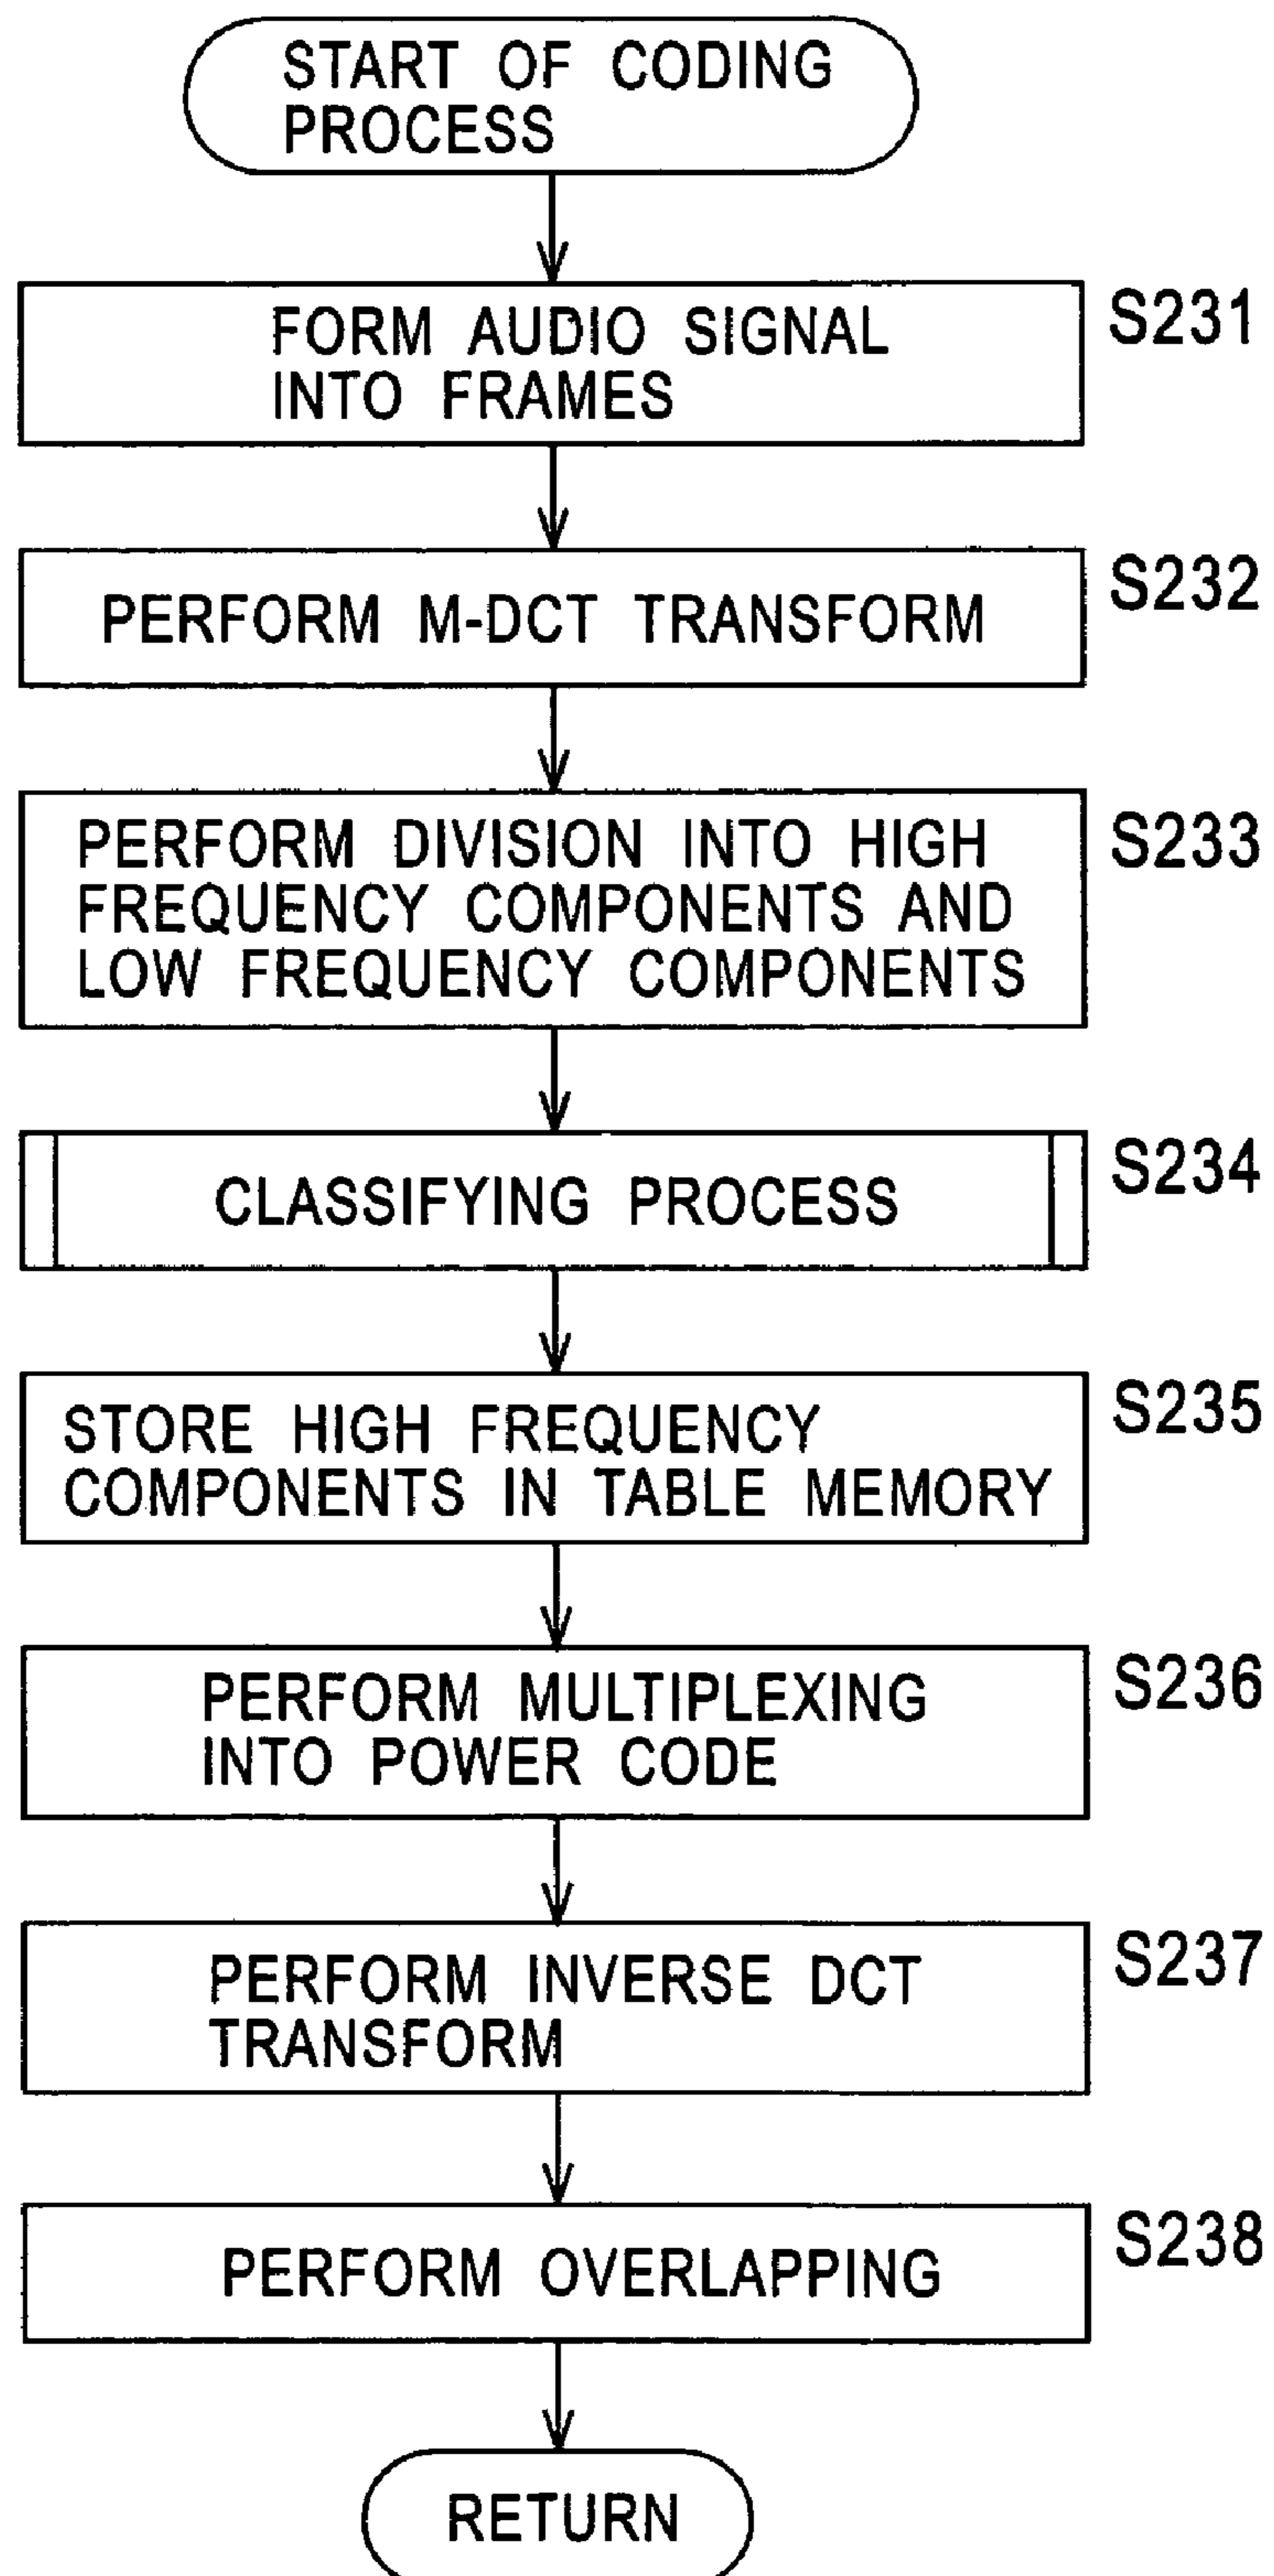 START OF CODING
PROCESS
FORM AUDIO SIGNAL
INTO FRAMES
S231
PERFORM M-DCT TRANSFORM
S232
PERFORM DIVISION INTO HIGH
FREQUENCY COMPONENTS AND
LOW FREQUENCY COMPONENTS
S233
CLASSIFYING PROCESS
S234
STORE HIGH FREQUENCY
COMPONENTS IN TABLE MEMORY
S235
PERFORM MULTIPLEXING
INTO POWER CODE
S236
PERFORM INVERSE DCT
TRANSFORM
S237
PERFORM OVERLAPPING
S238
RETURN